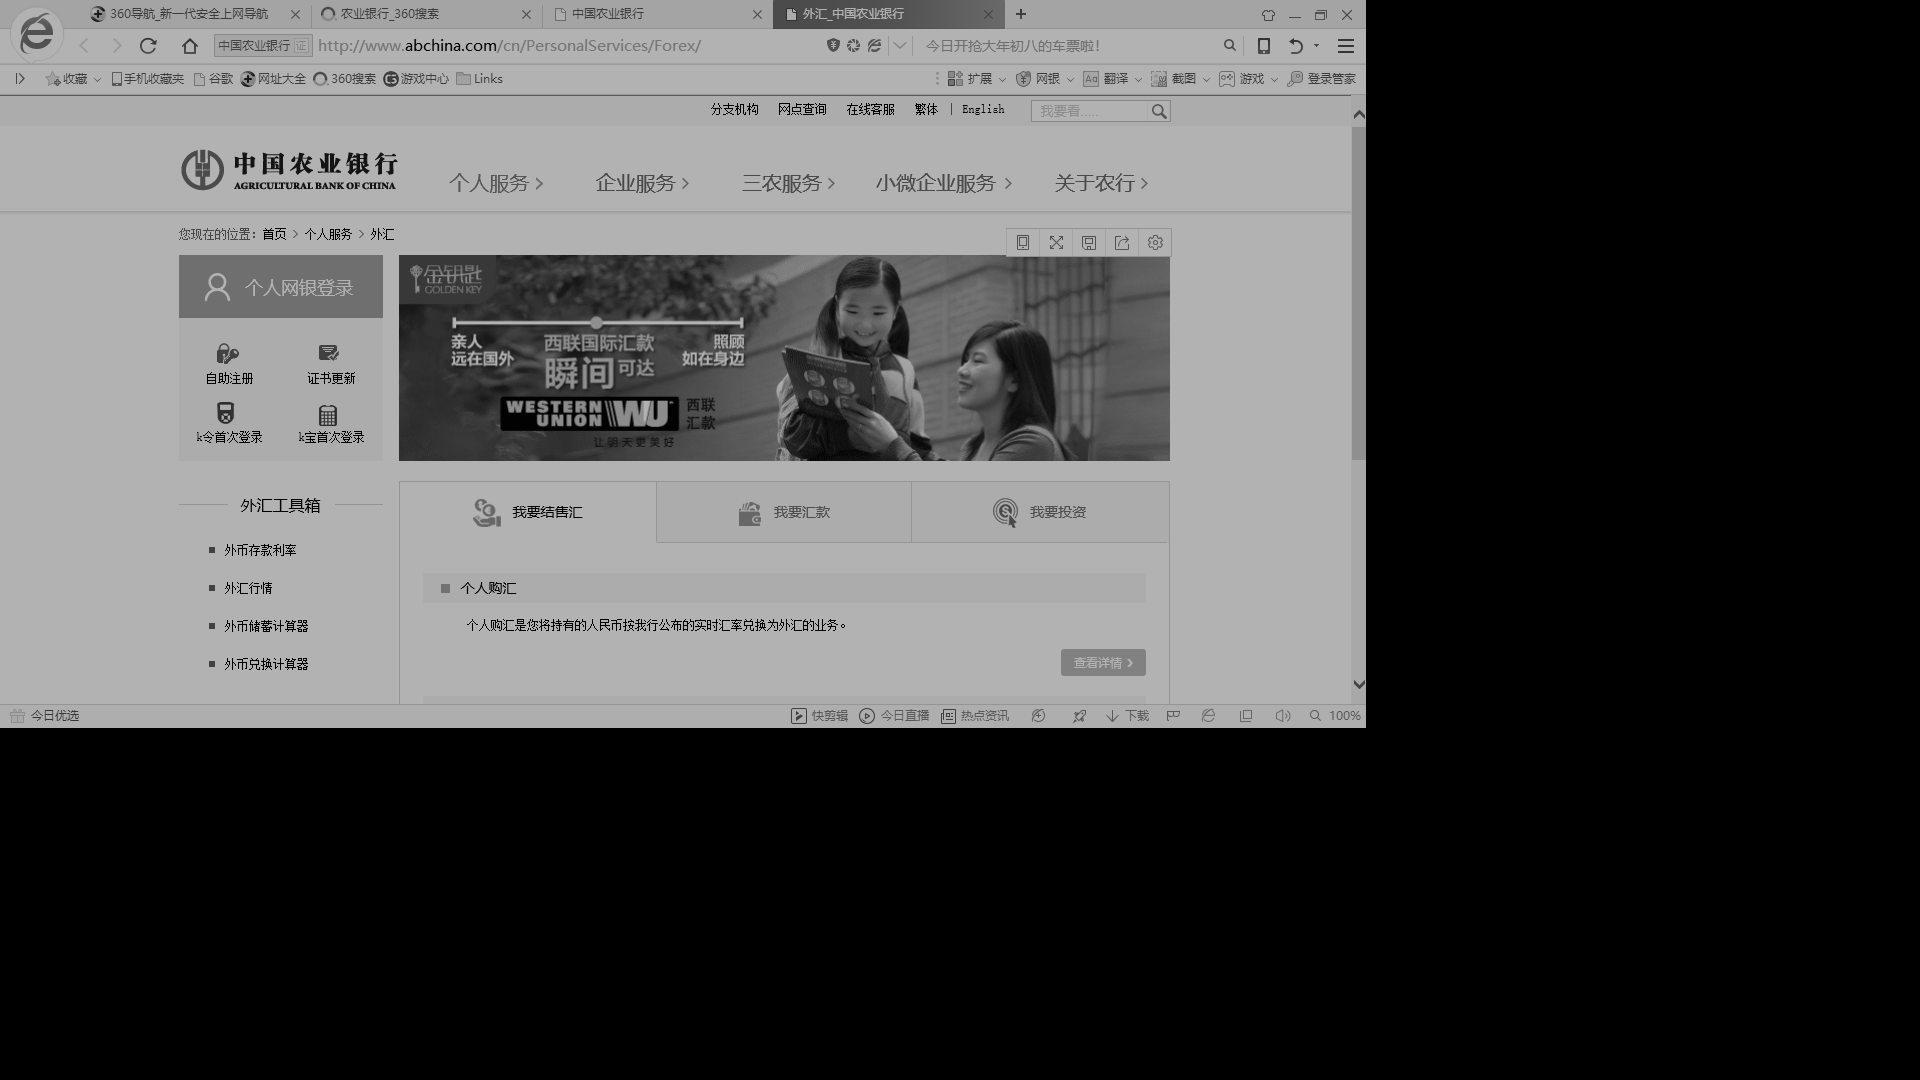 360导航_新一代安全上网导航
农业银行_360搜索
中国农业银行
外汇_中国农业银行
中国农业银行 证
http://www.abchina.com/cn/PersonalServices/Forex/
今日开抢大年初八的车票啦!
收藏
手机收藏夹
谷歌
网址大全
360搜索
游戏中心
Links
扩展
网银
翻译
截图
游戏
登录管家
分支机构
网点查询
在线客服
繁体 | English
我要看.....
中国农业银行
AGRICULTURAL BANK OF CHINA
个人服务 >
企业服务 >
三农服务 >
小微企业服务 >
关于农行 >
您现在的位置: 首页 > 个人服务 > 外汇
个人网银登录
自助注册
证书更新
k令首次登录
k宝首次登录
金钥匙
GOLDEN KEY
亲人
远在国外
西联国际汇款
瞬间可达
照顾
如在身边
WESTERN UNION WU
西联
汇款
让明天更美好
外汇工具箱
外币存款利率
外汇行情
外币储蓄计算器
外币兑换计算器
我要结售汇
我要汇款
我要投资
个人购汇
个人购汇是您将持有的人民币按我行公布的实时汇率兑换为外汇的业务。
查看详情 >
今日优选
快剪辑
今日直播
热点资讯
下载
100%